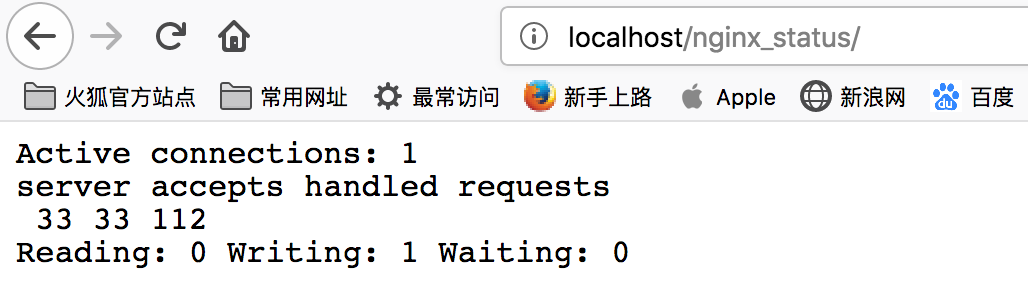 localhost/nginx_status/
火狐官方站点 常用网址 最常访问 新手上路 Apple 新浪网 du 百度
Active connections: 1
server accepts handled requests
33 33 112
Reading: 0 Writing: 1 Waiting: 0